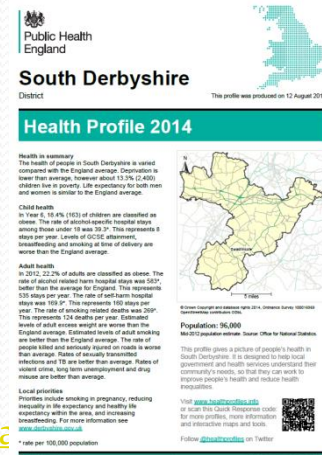 Public Health
England
South Derbyshire
District
This profile was produced on 12 August 201
Health Profile 2014
Health in summary
The health of people in South Derbyshire is varied
compared with the England average. Deprivation is
lower than average, however about 13.3% (2,400)
children live in poverty. Life expectancy for both men
and women is similar to the England average.
Child health
In Year 6, 18.4% (163) of children are classified as
obese. The rate of alcohol-specific hospital stays
among those under 18 was 39.3*. This represents 8
stays per year. Levels of GCSE attainment,
breastfeeding and smoking at time of delivery are
worse than the England average.
Adult health
In 2012, 22.2% of adults are classified as obese. The
rate of alcohol related harm hospital stays was 583*,
better than the average for England. This represents
535 stays per year. The rate of self-harm hospital
stays was 169.9*. This represents 160 stays per
year. The rate of smoking related deaths was 269*.
This represents 124 deaths per year. Estimated
levels of adult excess weight are worse than the
England average. Estimated levels of adult smoking
are better than the England average. The rate of
people killed and seriously injured on roads is worse
than average. Rates of sexually transmitted
infections and TB are better than average. Rates of
violent crime, long term unemployment and drug
misuse are better than average.
Local priorities
Priorities include smoking in pregnancy, reducing
inequality in life expectancy and healthy life
expectancy within the area, and increasing
breastfeeding. For more information see
www.derbyshire.gov.uk
* rate per 100,000 population
5 miles
Population: 96,000
Mid-2012 population estimate. Source: Office for National Statistics.
This profile gives a picture of people's health in
South Derbyshire. It is designed to help local
government and health services understand their
community's needs, so that they can work to
improve people's health and reduce health
inequalities.
Visit www.healthprofiles.info
or scan this Quick Response code:
for more profiles, more information
and interactive maps and tools.
Follow @healthprofiles on Twitter